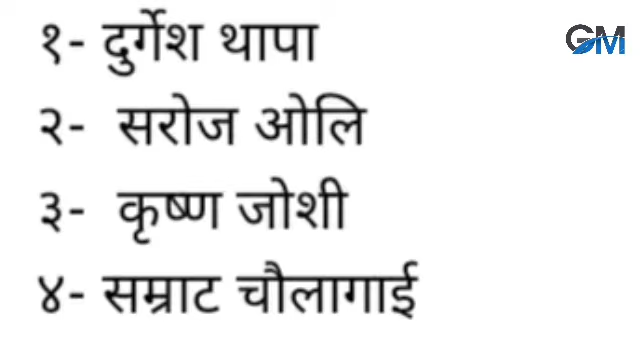 १- दुर्गेश थापा
GM
२- सरोज ओलि
३- कृष्ण जोशी
४- सम्राट चौलागाई